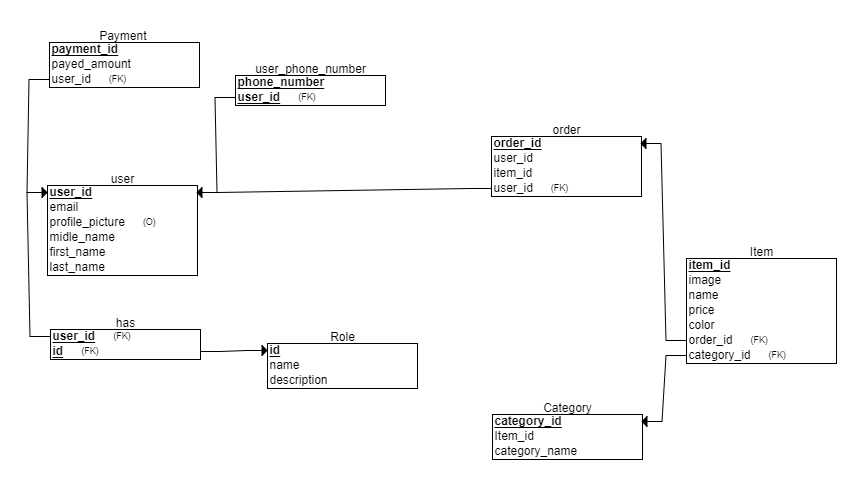 Payment
payment_id
payed_amount
user_id (FK)
user_phone_number
phone_number
user_id (FK)
order
order_id
user_id
item_id
user_id (FK)
user
user_id
email
profile_picture (O)
midle_name
first_name
last_name
Item
item_id
image
name
price
color
order_id (FK)
category_id (FK)
has
user_id (FK)
id (FK)
Role
id
name
description
Category
category_id
Item_id
category_name